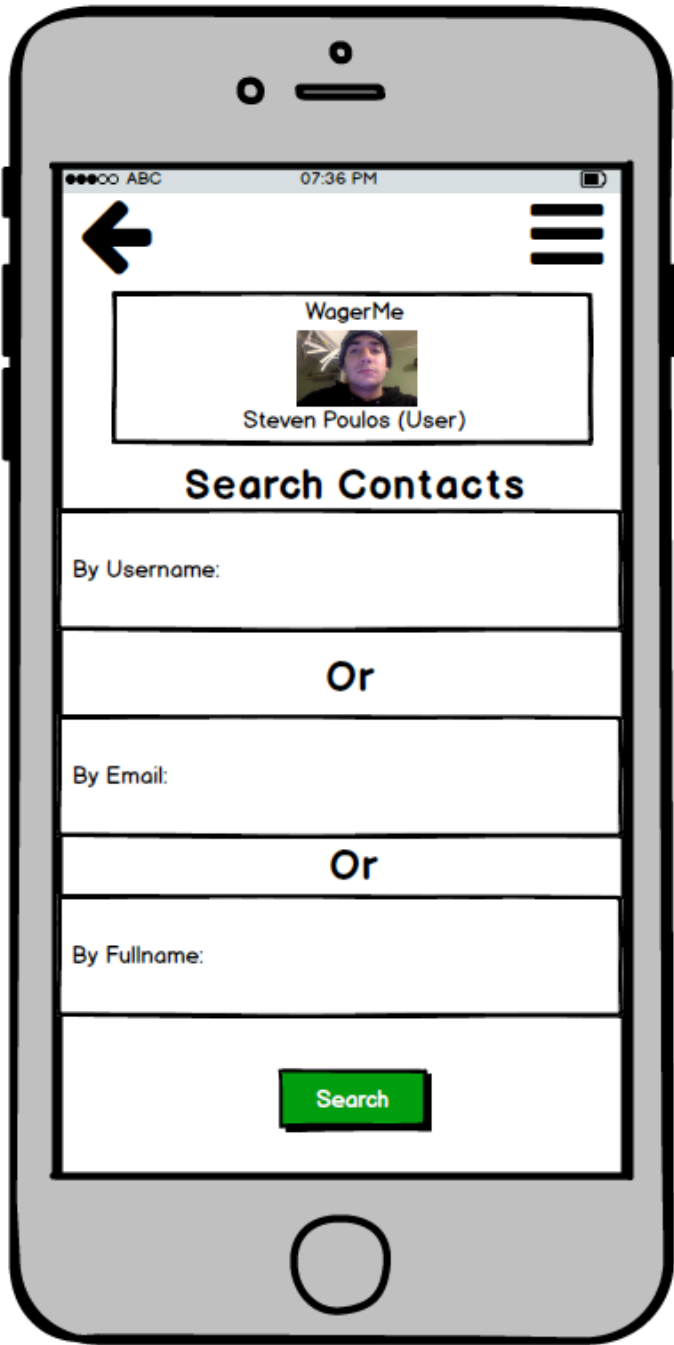 ABC 07:36 PM
WagerMe
Steven Poulos (User)
Search Contacts
By Username:
Or
By Email:
Or
By Fullname:
Search